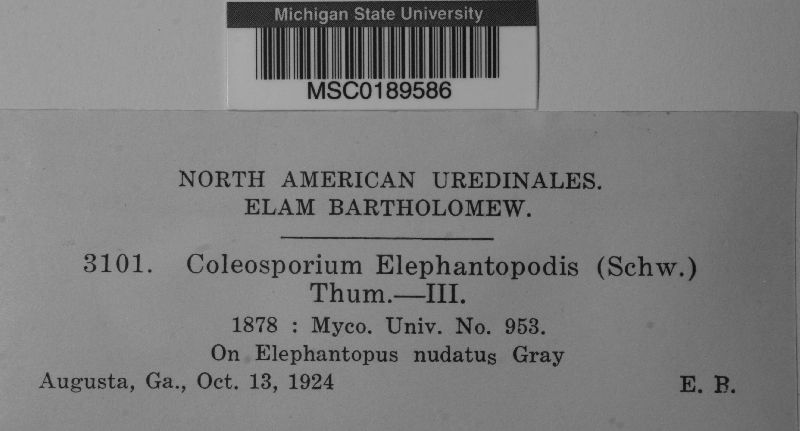 Michigan State University
MSC0189586
NORTH AMERICAN UREDINALES.
ELAM BARTHOLOMEW.
3101. Coleosporium Elephantopodis (Schw.)
Thum.—III.
1878 : Myco. Univ. No. 953.
On Elephantopus nudatus Gray
Augusta, Ga., Oct. 13, 1924 E. B.